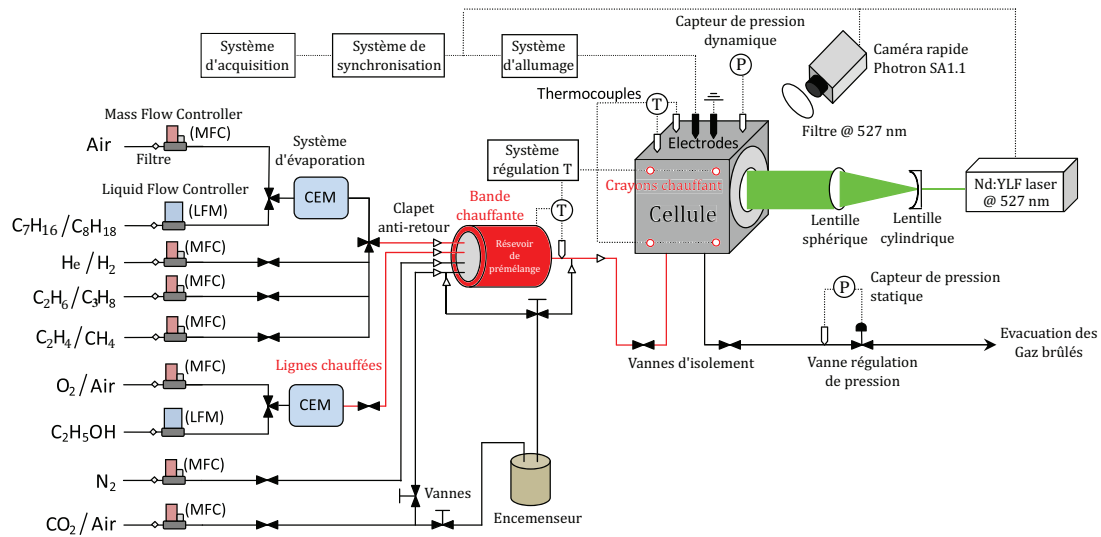 Capteur de pression
dynamique
Système
d'acquisition
Système de
synchronisation
Système
d'allumage
P
Caméra rapide
Photron SA1.1
Filtre @ 527 nm
Thermocouples
T
Electrodes
Mass Flow Controller
(MFC)
Air
Filtre
Système
d'évaporation
CEM
Système
régulation T
Crayons chauffant
Cellule
Nd:YLF laser
@ 527 nm
Lentille
sphérique
Lentille
cylindrique
Liquid Flow Controller
(LFM)
C7H16/C8H18
Clapet
anti-retour
Bande
chauffante
T
Résevoir
de
prémélange
He/H2
(MFC)
C2H6/C3H8
(MFC)
C2H4/CH4
(MFC)
Capteur de pression
statique
P
Vannes d'isolement
Vanne régulation
de pression
Evacuation des
Gaz brûlés
Lignes chauffées
O2/Air
(MFC)
CEM
C2H5OH
(LFM)
N2
(MFC)
Vannes
Encemenseur
CO2/Air
(MFC)